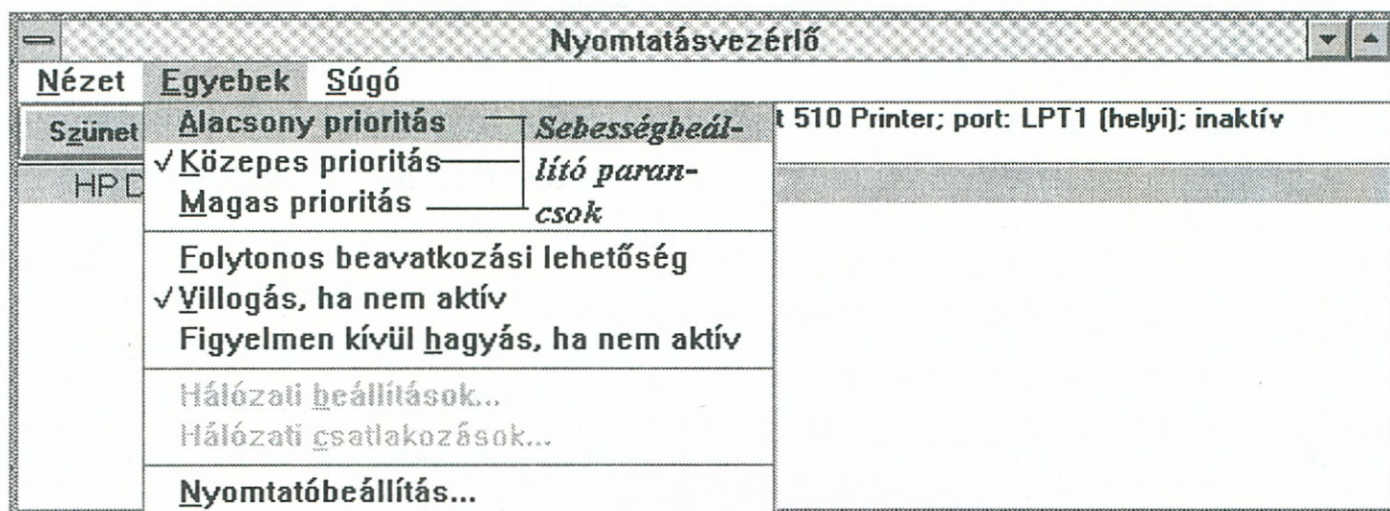 Nyomtatásvezérlő
Nézet Egyebek Súgó
Szünet
t 510 Printer; port: LPT1 (helyi); inaktív
HP D
Alacsony prioritás
√ Közepes prioritás
Magas prioritás
Sebességbeál-
lító paran-
csok
Folytonos beavatkozási lehetőség
√ Villogás, ha nem aktív
Figyelmen kívül hagyás, ha nem aktív
Hálózati beállítások...
Hálózati csatlakozások...
Nyomtatóbeállítás...